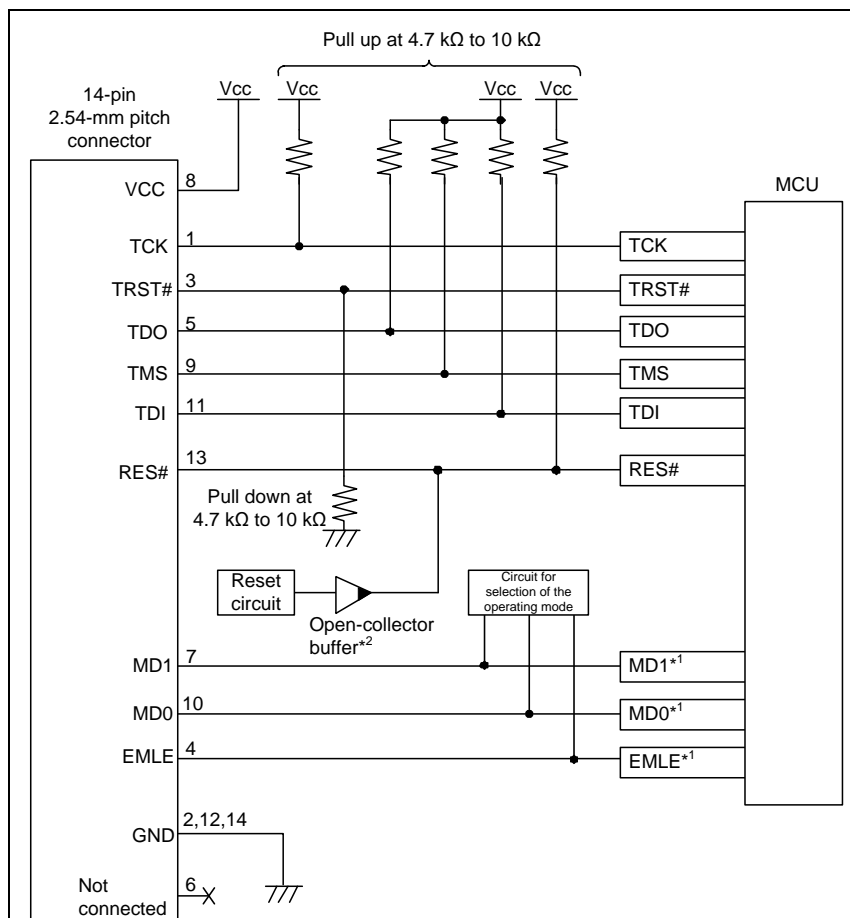 Pull up at 4.7 kΩ to 10 kΩ
14-pin
2.54-mm pitch
connector
Vcc
Vcc
Vcc
Vcc
MCU
VCC
8
TCK
1
TCK
TRST#
3
TRST#
TDO
5
TDO
TMS
9
TMS
TDI
11
TDI
RES#
13
RES#
Pull down at
4.7 kΩ to 10 kΩ
Reset
circuit
Open-collector
buffer*2
Circuit for
selection of the
operating mode
MD1
7
MD1*1
MD0
10
MD0*1
EMLE
4
EMLE*1
GND
2,12,14
Not
connected
6